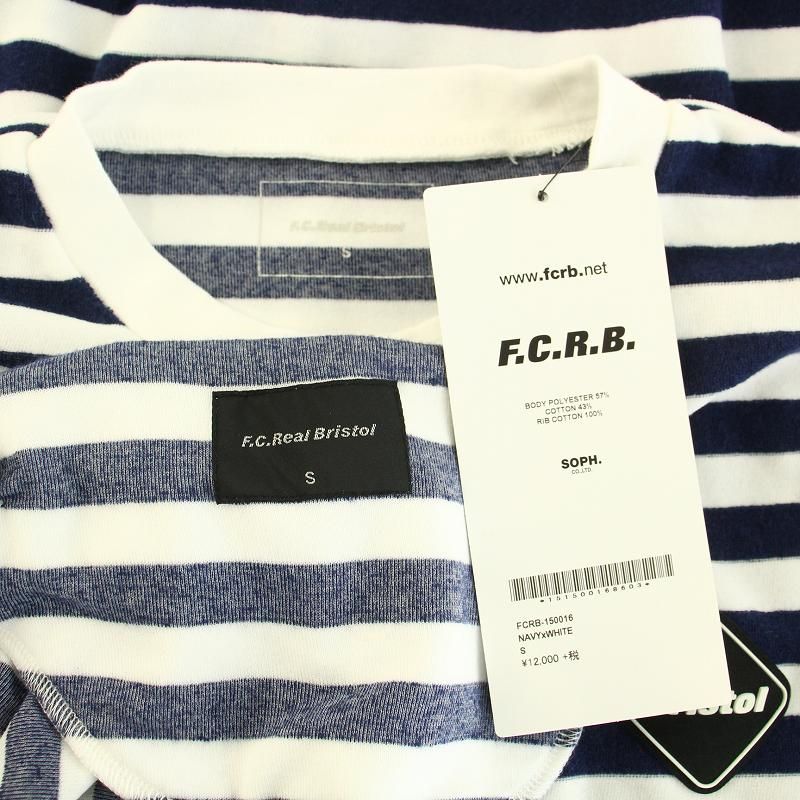 F.C.Real Bristol
S
www.fcrb.net
F.C.R.B.
BODY POLYESTER 57%
COTTON 43%
RIB COTTON 100%
SOPH.
CO.,LTD.
*151500168603*
FCRB-150016
NAVYxWHITE
S
¥12,000 +税
F.C.Real Bristol
S